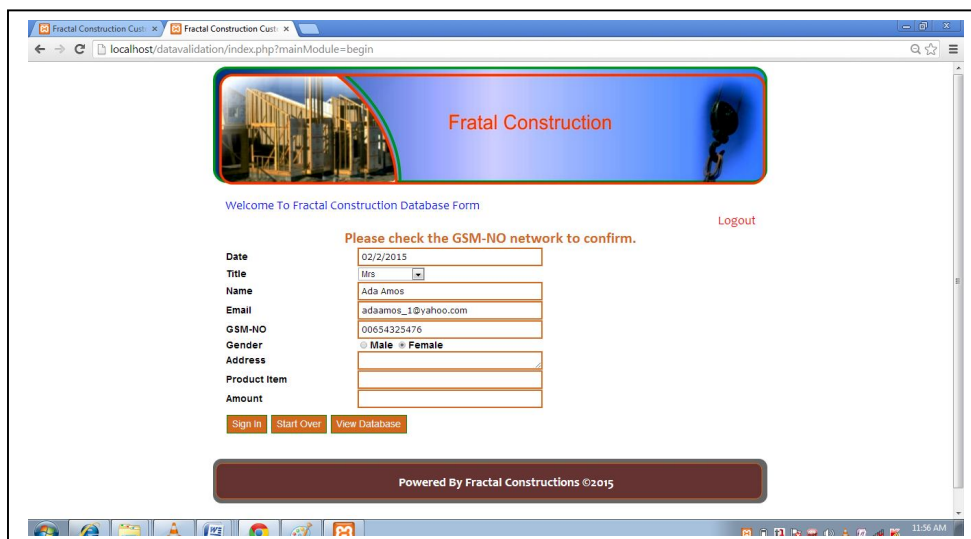 Fractal Construction Cust × Fractal Construction Cust ×
localhost/datavalidation/index.php?mainModule=begin
Fratal Construction
Welcome To Fractal Construction Database Form
Logout
Please check the GSM-NO network to confirm.
Date 02/2/2015
Title Mrs
Name Ada Amos
Email adaamos_1@yahoo.com
GSM-NO 00654325476
Gender Male Female
Address
Product Item
Amount
Sign In Start Over View Database
Powered By Fractal Constructions ©2015
11:56 AM